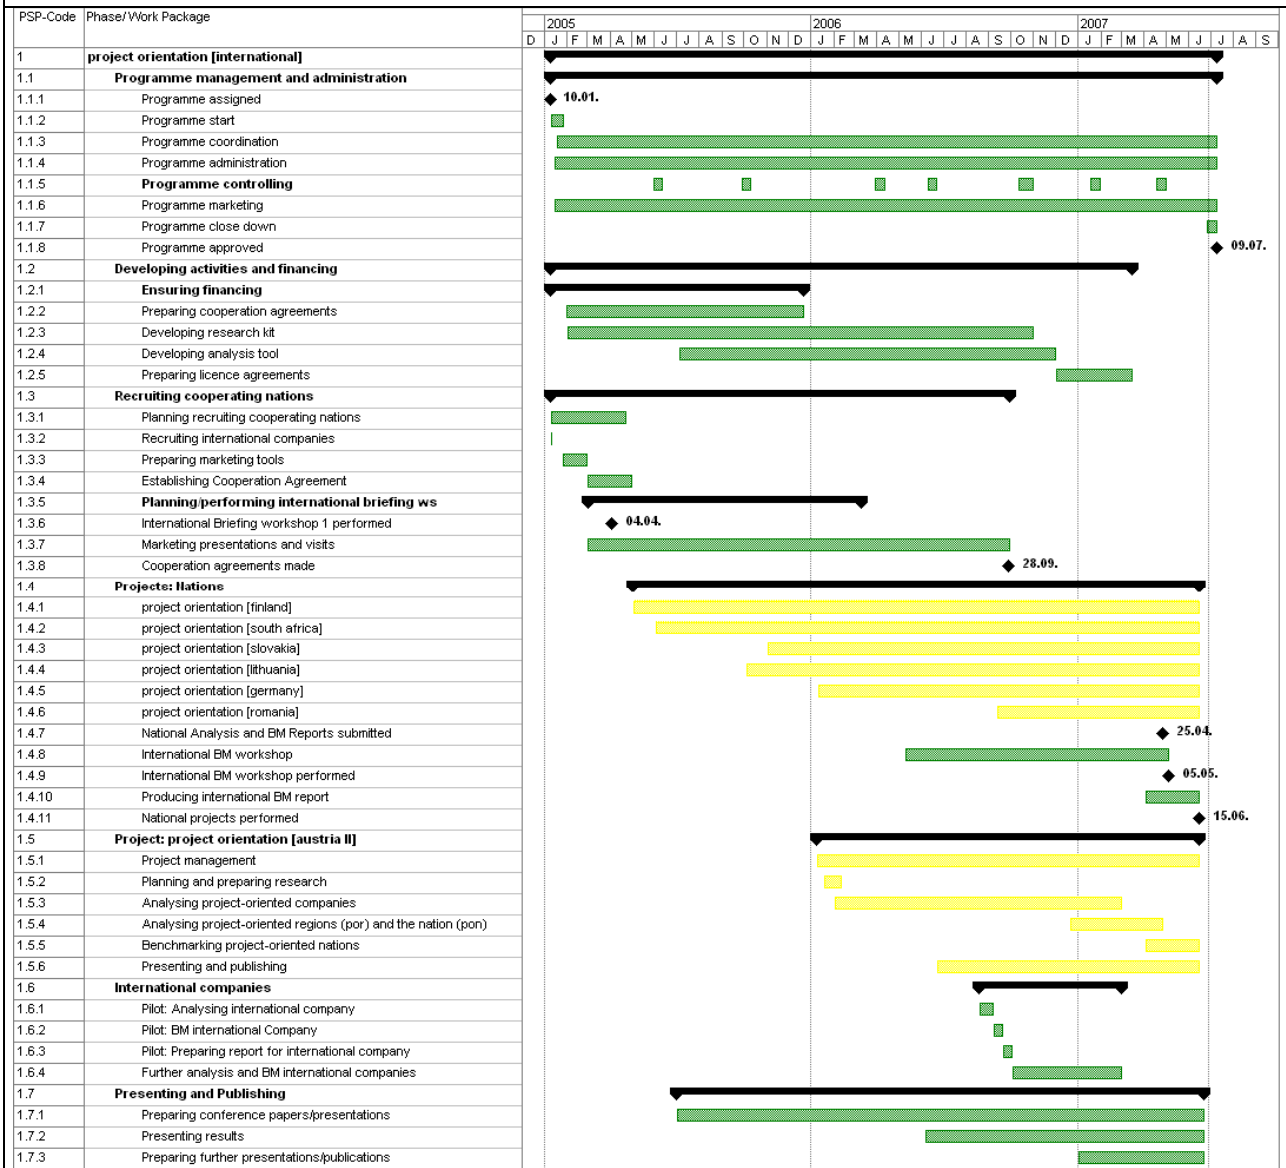 PSP-Code Phase/Work Package 2005 2006 2007
D J F M A M J J A S O N D J F M A M J J A S O N D J F M A M J J A S
1 project orientation [international]
1.1 Programme management and administration
1.1.1 Programme assigned 10.01.
1.1.2 Programme start
1.1.3 Programme coordination
1.1.4 Programme administration
1.1.5 Programme controlling
1.1.6 Programme marketing
1.1.7 Programme close down
1.1.8 Programme approved 09.07.
1.2 Developing activities and financing
1.2.1 Ensuring financing
1.2.2 Preparing cooperation agreements
1.2.3 Developing research kit
1.2.4 Developing analysis tool
1.2.5 Preparing licence agreements
1.3 Recruiting cooperating nations
1.3.1 Planning recruiting cooperating nations
1.3.2 Recruiting international companies
1.3.3 Preparing marketing tools
1.3.4 Establishing Cooperation Agreement
1.3.5 Planning/performing international briefing ws
1.3.6 International Briefing workshop 1 performed 04.04.
1.3.7 Marketing presentations and visits
1.3.8 Cooperation agreements made 28.09.
1.4 Projects: Nations
1.4.1 project orientation [finland]
1.4.2 project orientation [south africa]
1.4.3 project orientation [slovakia]
1.4.4 project orientation [lithuania]
1.4.5 project orientation [germany]
1.4.6 project orientation [romania]
1.4.7 National Analysis and BM Reports submitted 25.04.
1.4.8 International BM workshop
1.4.9 International BM workshop performed 05.05.
1.4.10 Producing international BM report
1.4.11 National projects performed 15.06.
1.5 Project: project orientation [austria II]
1.5.1 Project management
1.5.2 Planning and preparing research
1.5.3 Analysing project-oriented companies
1.5.4 Analysing project-oriented regions (por) and the nation (pon)
1.5.5 Benchmarking project-oriented nations
1.5.6 Presenting and publishing
1.6 International companies
1.6.1 Pilot: Analysing international company
1.6.2 Pilot: BM international Company
1.6.3 Pilot: Preparing report for international company
1.6.4 Further analysis and BM international companies
1.7 Presenting and Publishing
1.7.1 Preparing conference papers/presentations
1.7.2 Presenting results
1.7.3 Preparing further presentations/publications